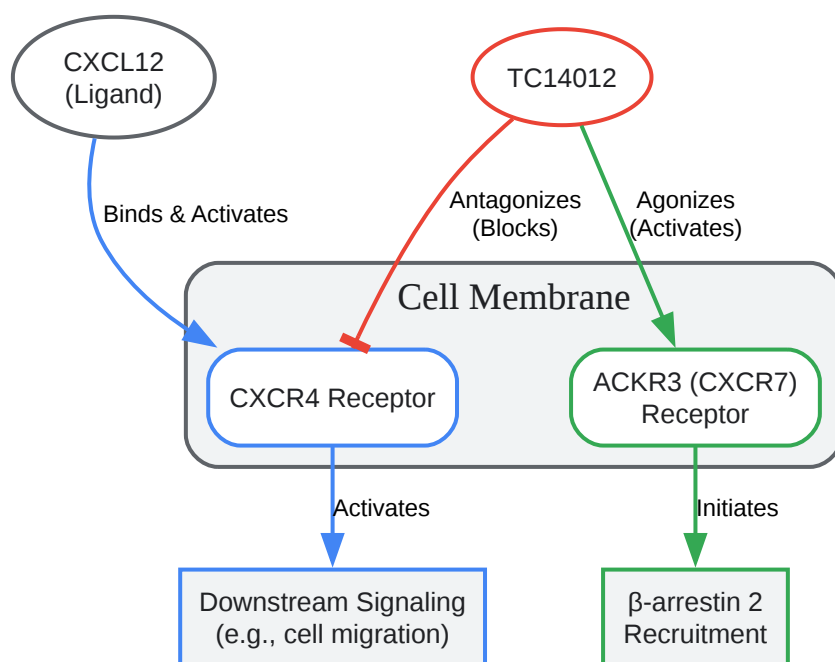 CXCL12
(Ligand)
TC14012
Binds & Activates
Antagonizes
(Blocks)
Agonizes
(Activates)
Cell Membrane
CXCR4 Receptor
ACKR3 (CXCR7)
Receptor
Activates
Initiates
Downstream Signaling
(e.g., cell migration)
β-arrestin 2
Recruitment